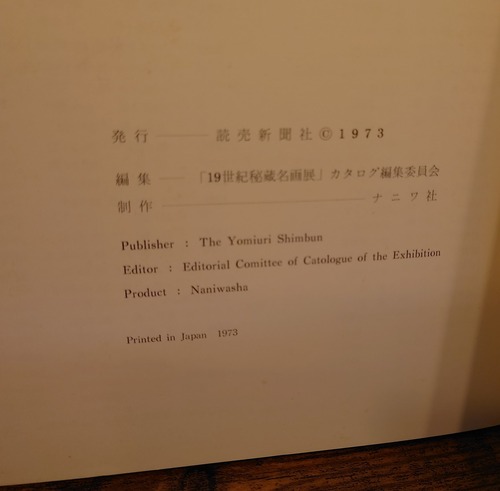 発行 ——— 読売新聞社 © 1973
編集 —— 「19世紀秘蔵名画展」カタログ編集委員会
制作 ——————————— ナニワ社
Publisher : The Yomiuri Shimbun
Editor : Editorial Comittee of Catologue of the Exhibition
Product : Naniwasha
Printed in Japan 1973